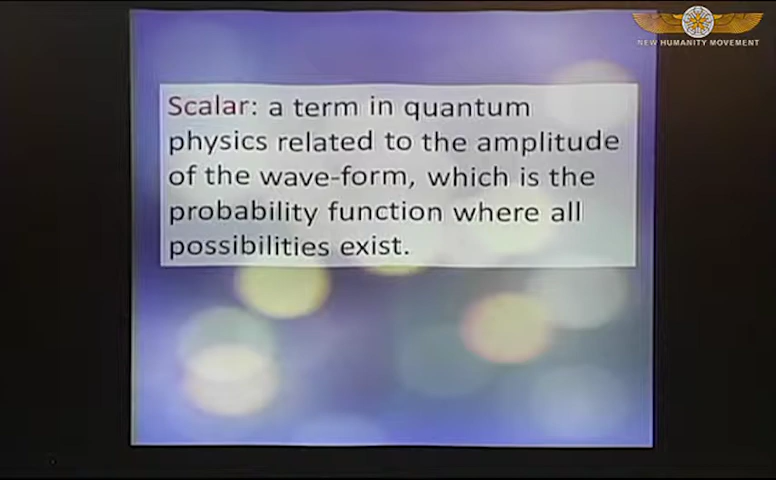 NEW HUMANITY MOVEMENT
Scalar: a term in quantum
physics related to the amplitude
of the wave-form, which is the
probability function where all
possibilities exist.